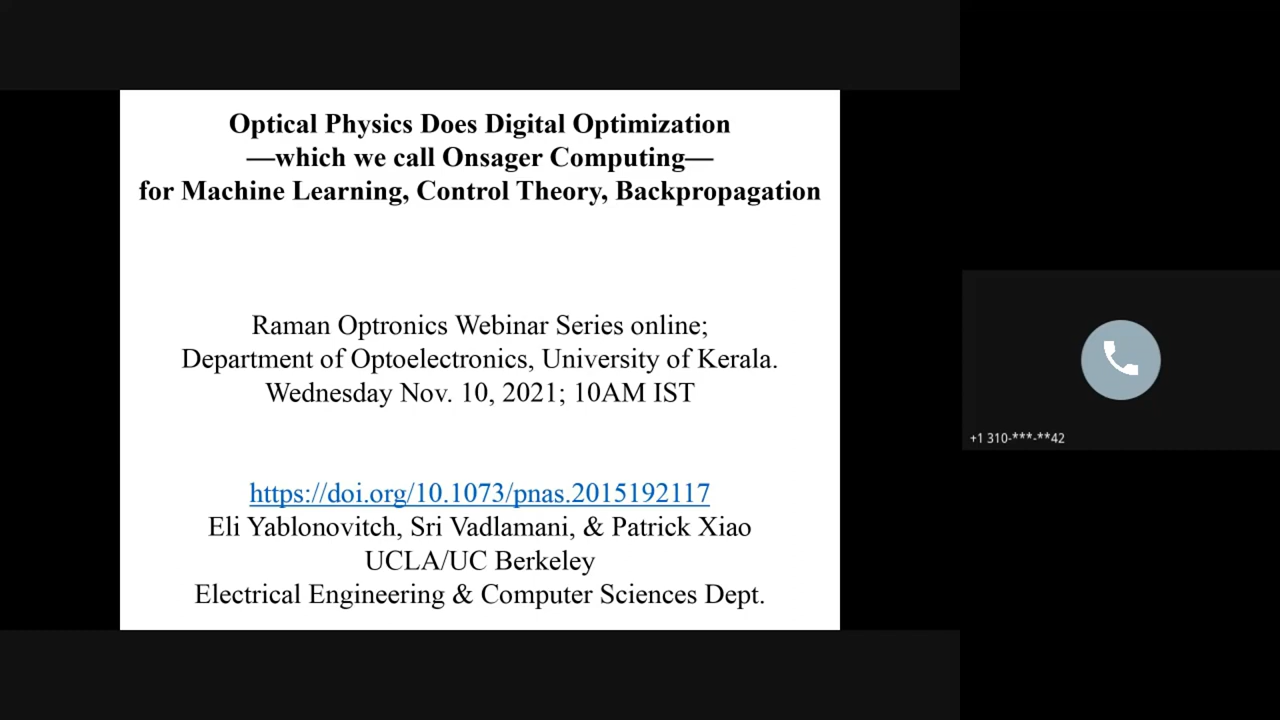 Optical Physics Does Digital Optimization
—which we call Onsager Computing—
for Machine Learning, Control Theory, Backpropagation
Raman Optronics Webinar Series online;
Department of Optoelectronics, University of Kerala.
Wednesday Nov. 10, 2021; 10AM IST
https://doi.org/10.1073/pnas.2015192117
Eli Yablonovitch, Sri Vadlamani, & Patrick Xiao
UCLA/UC Berkeley
Electrical Engineering & Computer Sciences Dept.
+1 310-***-**42